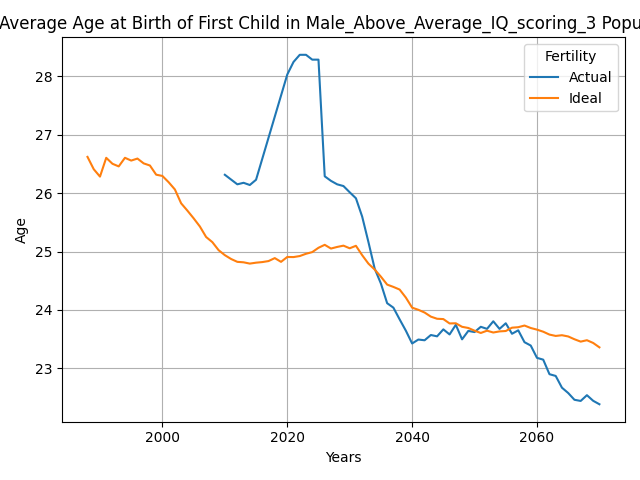 Average Age at Birth of First Child in Male_Above_Average_IQ_scoring_3 Popu
Fertility
Actual
Ideal
28
27
26
25
24
23
Age
2000
2020
2040
2060
Years